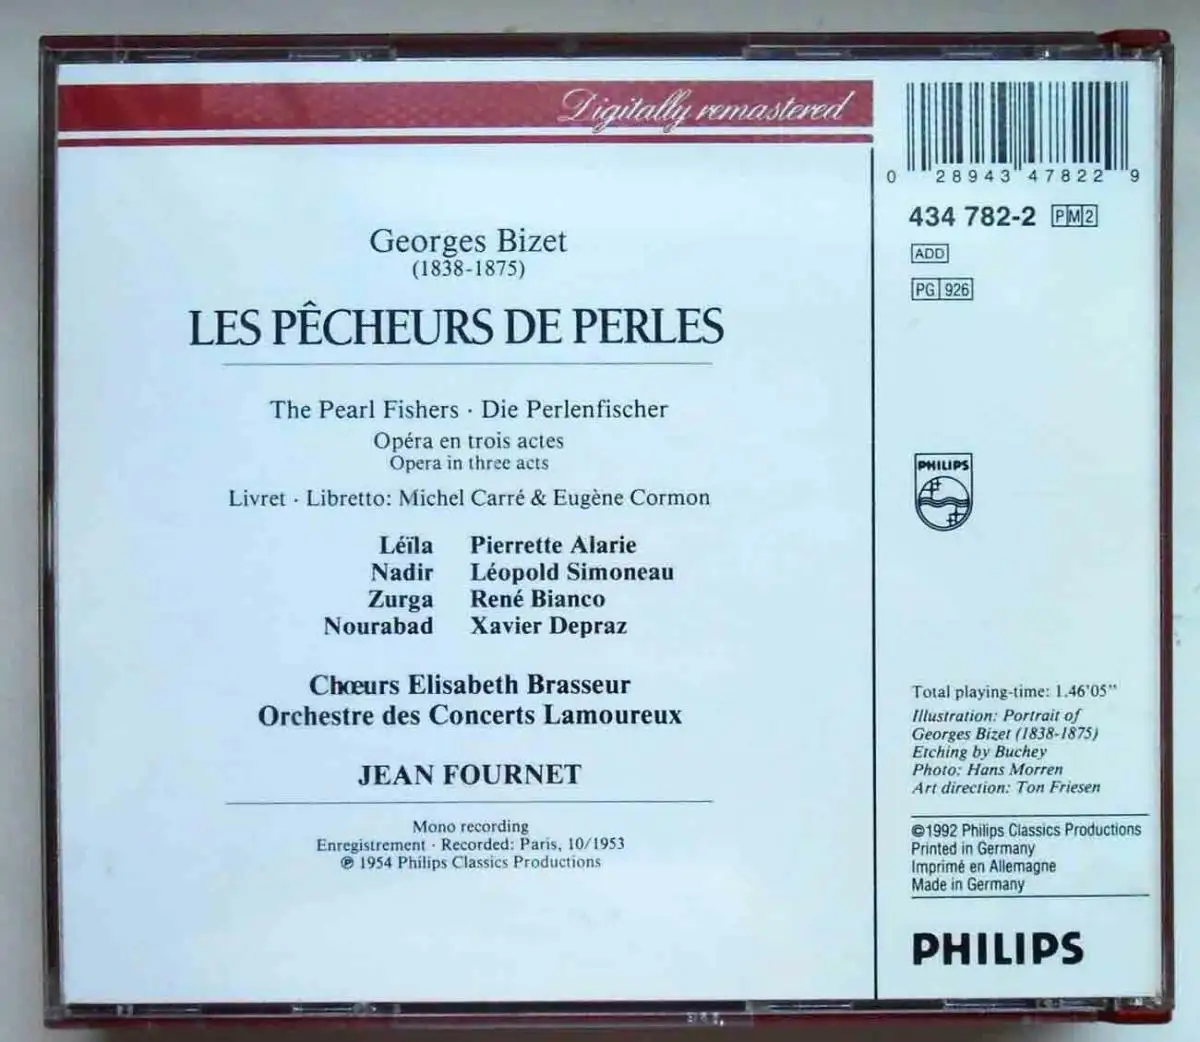 Digitally remastered
Georges Bizet
(1838-1875)
LES PÊCHEURS DE PERLES
The Pearl Fishers · Die Perlenfischer
Opéra en trois actes
Opera in three acts
Livret · Libretto: Michel Carré & Eugène Cormon
Léïla Pierrette Alarie
Nadir Léopold Simoneau
Zurga René Bianco
Nourabad Xavier Depraz
Chœurs Elisabeth Brasseur
Orchestre des Concerts Lamoureux
JEAN FOURNET
Mono recording
Enregistrement · Recorded: Paris, 10/1953
℗ 1954 Philips Classics Productions
0 28943 47822 9
434 782-2 PM2
ADD
PG 926
PHILIPS
Total playing-time: 1.46'05"
Illustration: Portrait of
Georges Bizet (1838-1875)
Etching by Buchey
Photo: Hans Morren
Art direction: Ton Friesen
©1992 Philips Classics Productions
Printed in Germany
Imprimé en Allemagne
Made in Germany
PHILIPS